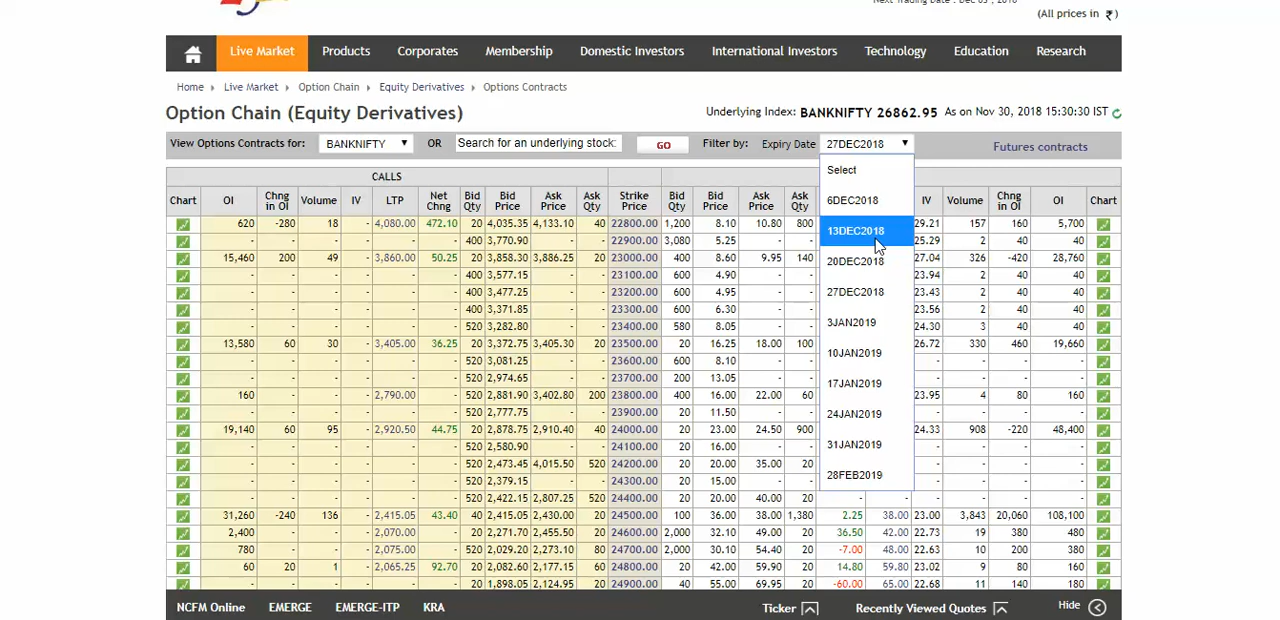 (All prices in ₹)
Live Market Products Corporates Membership Domestic Investors International Investors Technology Education Research
Home Live Market Option Chain Equity Derivatives Options Contracts
Option Chain (Equity Derivatives) Underlying Index: BANKNIFTY 26862.95 As on Nov 30, 2018 15:30:30 IST
View Options Contracts for: BANKNIFTY OR Search for an underlying stock: GO Filter by: Expiry Date 27DEC2018 Futures contracts
Select
CALLS
Chart OI Chng in OI Volume IV LTP Net Chng Bid Qty Bid Price Ask Price Ask Qty Strike Price Bid Qty Bid Price Ask Price Ask Qty 6DEC2018 IV Volume Chng in OI OI Chart
620 -280 18 - 4,080.00 472.10 20 4,035.35 4,133.10 40 22800.00 1,200 8.10 10.80 800 13DEC2018 29.21 157 160 5,700
- - - - - - 400 3,770.90 - - 22900.00 3,080 5.25 - - 25.29 2 40 40
15,460 200 49 - 3,860.00 50.25 20 3,858.30 3,886.25 20 23000.00 400 8.60 9.95 140 20DEC2018 27.04 326 -420 28,760
- - - - - - 400 3,577.15 - - 23100.00 600 4.90 - - 23.94 2 40 40
- - - - - - 400 3,477.25 - - 23200.00 600 4.95 - - 27DEC2018 23.43 2 40 40
- - - - - - 400 3,371.85 - - 23300.00 600 6.30 - - 23.56 2 40 40
- - - - - - 520 3,282.80 - - 23400.00 580 8.05 - - 3JAN2019 24.30 3 40 40
13,580 60 30 - 3,405.00 36.25 20 3,372.75 3,405.30 20 23500.00 20 16.25 18.00 100 26.72 330 460 19,660
- - - - - - 520 3,081.25 - - 23600.00 600 8.10 - - 10JAN2019 - - - -
- - - - - - 520 2,974.65 - - 23700.00 200 13.05 - - 17JAN2019 - - - -
160 - - - 2,790.00 - 520 2,881.90 3,402.80 200 23800.00 400 16.00 22.00 60 23.95 4 80 160
- - - - - - 520 2,777.75 - - 23900.00 20 11.50 - - 24JAN2019 - - - -
19,140 60 95 - 2,920.50 44.75 20 2,878.75 2,910.40 40 24000.00 20 23.00 24.50 900 24.33 908 -220 48,400
- - - - - - 520 2,580.90 - - 24100.00 20 16.00 - - 31JAN2019 - - - -
- - - - - - 520 2,473.45 4,015.50 520 24200.00 20 20.00 35.00 20 - - - -
- - - - - - 520 2,379.15 - - 24300.00 20 15.00 - - 28FEB2019 - - - -
- - - - - - 520 2,422.15 2,807.25 520 24400.00 20 20.00 40.00 20 - - - - - -
31,260 -240 136 - 2,415.05 43.40 40 2,415.05 2,430.00 20 24500.00 100 36.00 38.00 1,380 2.25 38.00 23.00 3,843 20,060 108,100
2,400 - - - 2,070.00 - 20 2,271.70 2,455.50 20 24600.00 2,000 32.10 49.00 20 36.50 42.00 22.73 19 380 480
780 - - - 2,075.00 - 520 2,029.20 2,273.10 80 24700.00 2,000 30.10 54.40 20 -7.00 48.00 22.63 10 200 380
60 20 1 - 2,065.25 92.70 20 2,082.60 2,177.15 60 24800.00 20 42.00 59.90 20 14.80 59.80 23.02 9 80 160
- - - - - - 20 1,898.05 2,124.95 20 24900.00 40 55.00 69.95 20 -60.00 65.00 22.68 11 140 180
NCFM Online EMERGE EMERGE-ITP KRA Ticker Recently Viewed Quotes Hide